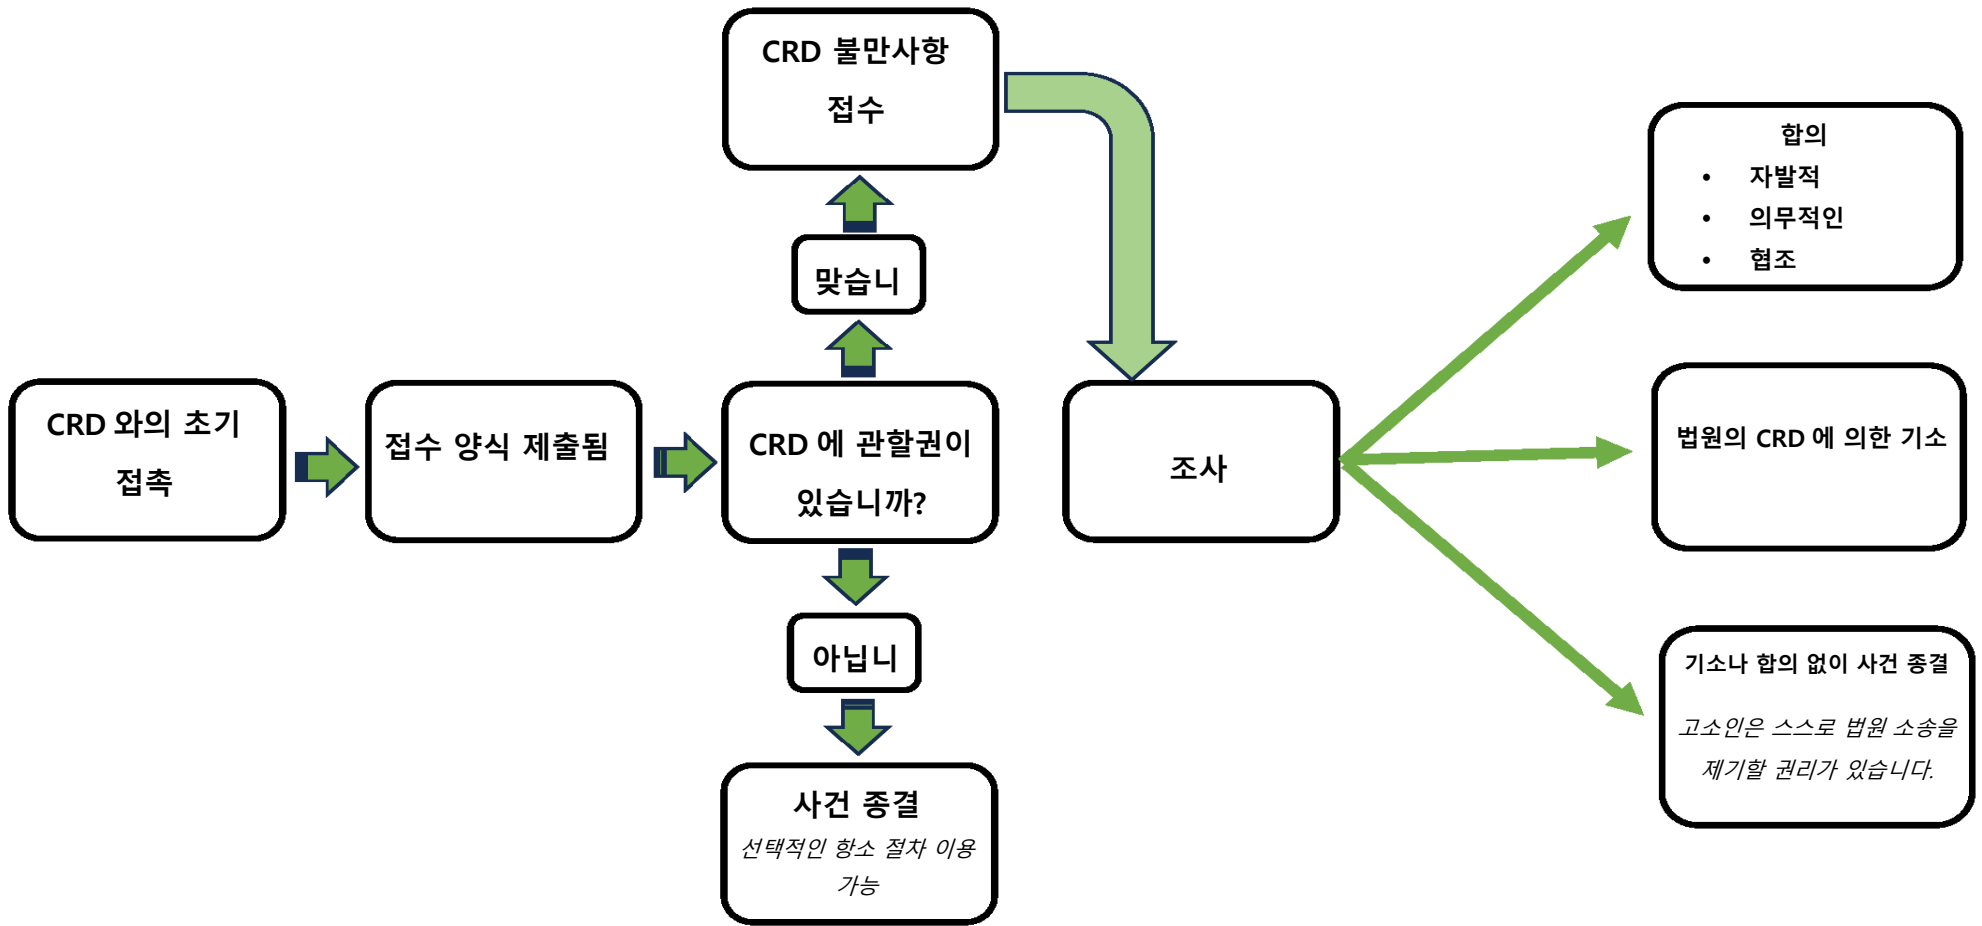 CRD 와의 초기
접촉
접수 양식 제출됨
CRD 에 관할권이
있습니까?
맞습니
CRD 불만사항
접수
아닙니
사건 종결
선택적인 항소 절차 이용
가능
조사
합의
• 자발적
• 의무적인
• 협조
법원의 CRD 에 의한 기소
기소나 합의 없이 사건 종결
고소인은 스스로 법원 소송을
제기할 권리가 있습니다.